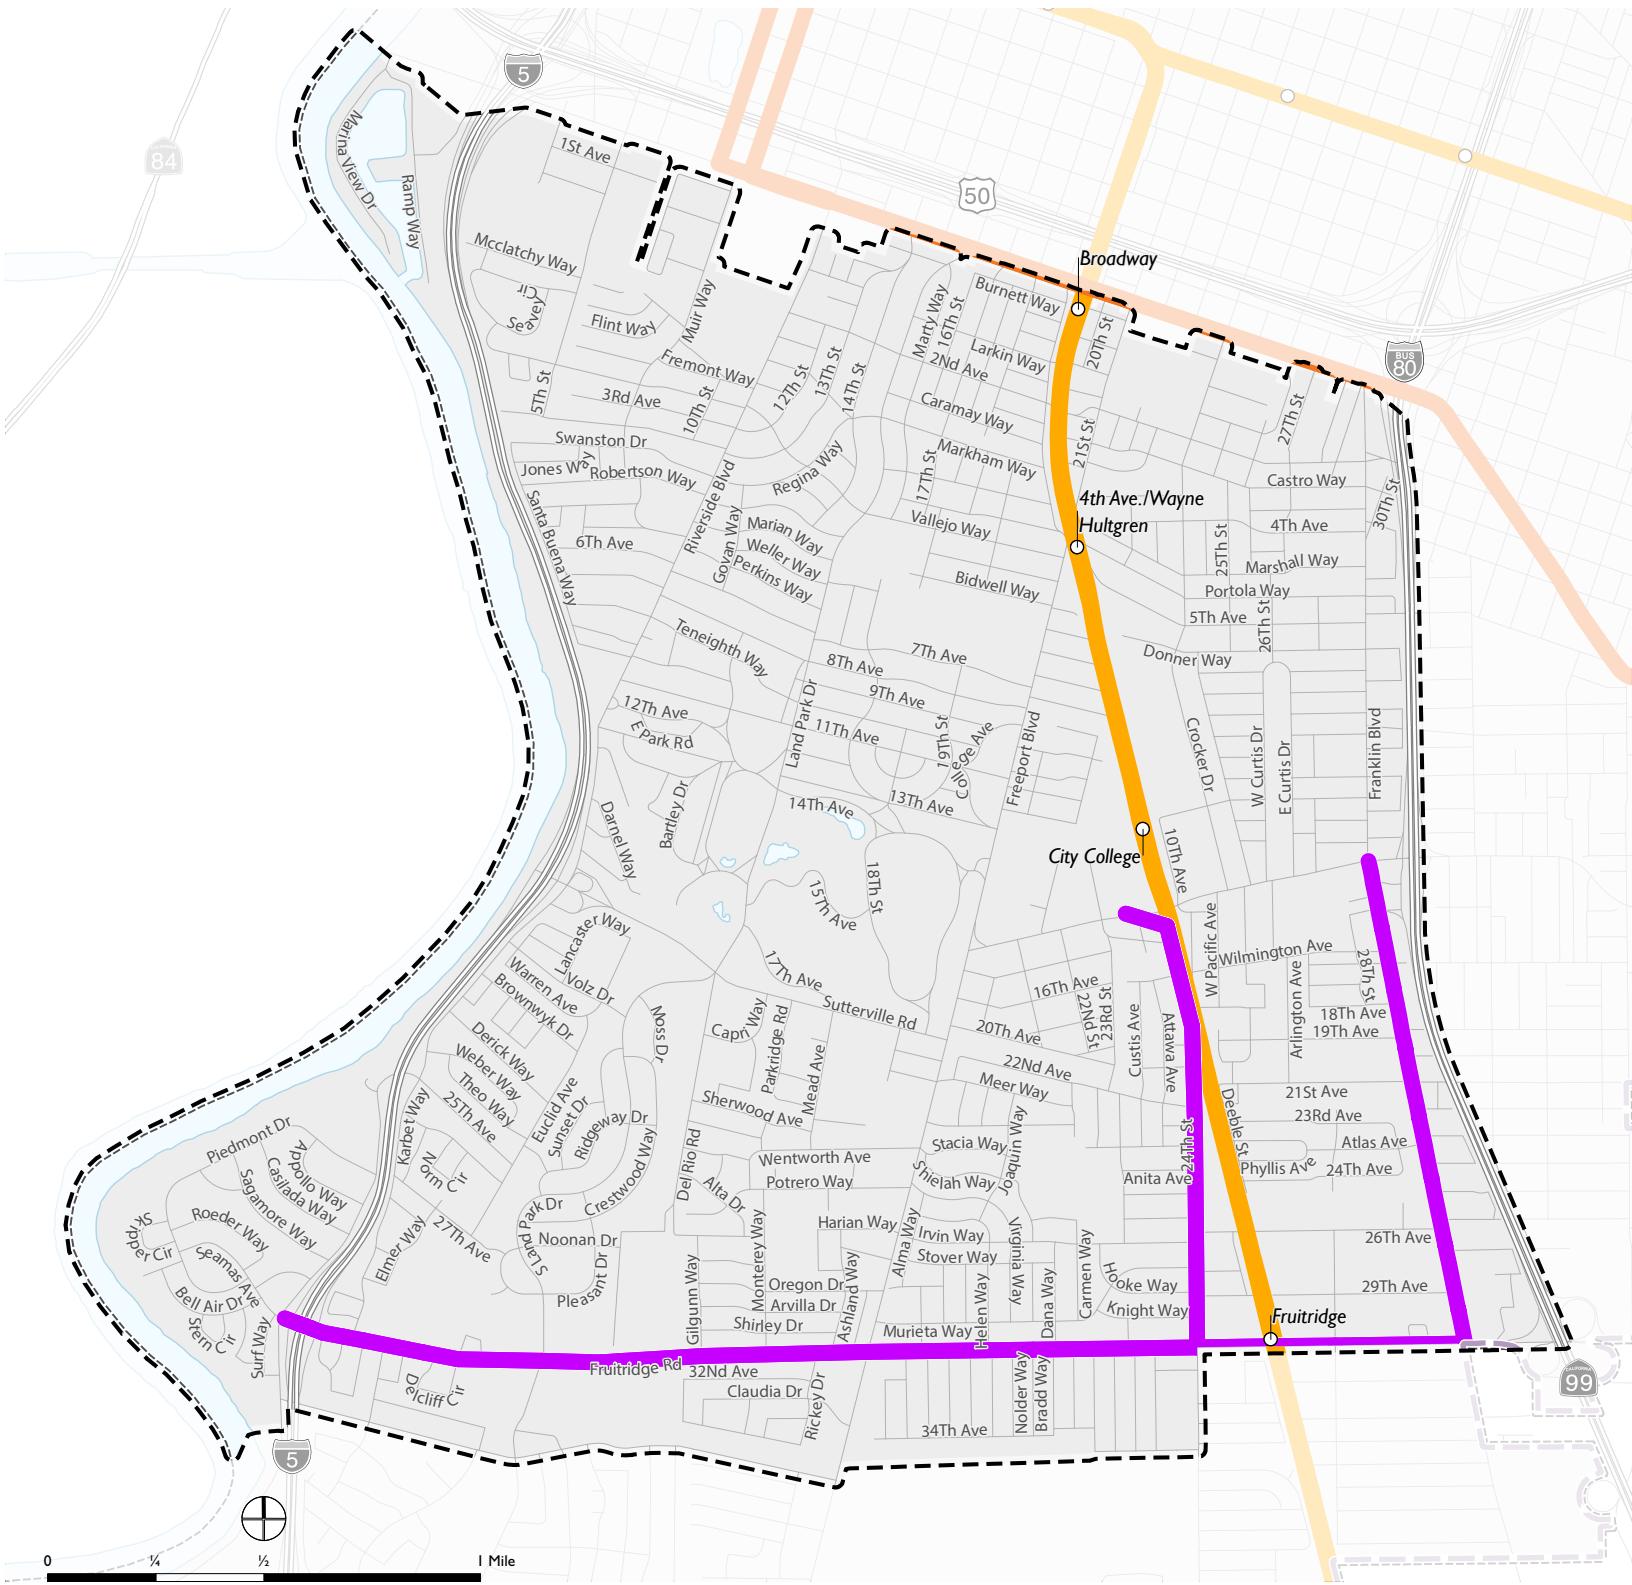 5
84
50
BUS
80
1St Ave
Marina View Dr
Ramp Way
Mcclatchy Way
Seavey
Cir
Flint Way
Muir Way
Fremont Way
5Th St
3Rd Ave
10Th St
12Th St
13Th St
14Th St
Marty Way
16Th St
Burnett Way
Broadway
20Th St
Larkin Way
2Nd Ave
Caramay Way
Markham Way
21St St
27Th St
Swanston Dr
Jones Way
Robertson Way
Regina Way
17Th St
Castro Way
30Th St
4th Ave./Wayne
Hultgren
4Th Ave
Santa Buena Way
Riverside Blvd
Govan Way
Marian Way
Weller Way
Perkins Way
6Th Ave
Vallejo Way
Bidwell Way
25Th St
Marshall Way
Portola Way
5Th Ave
26Th St
Donner Way
Teneighth Way
8Th Ave
7Th Ave
9Th Ave
11Th Ave
12Th Ave
E Park Rd
Land Park Dr
19Th St
College Ave
Freeport Blvd
Crocker Dr
W Curtis Dr
E Curtis Dr
Franklin Blvd
Bartley Dr
14Th Ave
13Th Ave
Darnel Way
City College
10Th Ave
15Th Ave
18Th St
Lancaster Way
Volz Dr
Warren Ave
Brownwyk Dr
17Th Ave
Sutterville Rd
W Pacific Ave
Wilmington Ave
28Th St
16Th Ave
22Nd St
23Rd St
Arlington Ave
18Th Ave
19Th Ave
20Th Ave
22Nd Ave
Meer Way
Custis Ave
Attawa Ave
Moss Dr
Capri Way
Parkridge Rd
Mead Ave
Derick Way
Weber Way
Theo Way
25Th Ave
Euclid Ave
Sunset Dr
Ridgeway Dr
Crestwood Way
Sherwood Ave
Karbet Way
Norm Cir
Piedmont Dr
Appollo Way
Casilada Way
Sagamore Way
Roeder Way
Skipper Cir
Seamas Ave
Bell Air Dr
Stern Cir
Surf Way
Elmer Way
27Th Ave
S Land Park Dr
Noonan Dr
Pleasant Dr
Del Rio Rd
Alta Dr
Wentworth Ave
Potrero Way
Harian Way
Stacia Way
Shielah Way
Joaquin Way
Irvin Way
Stover Way
Alma Way
Virginia Way
Anita Ave
24Th St
Deeble St
21St Ave
23Rd Ave
Atlas Ave
Phyllis Ave
24Th Ave
26Th Ave
29Th Ave
Gilgunn Way
Monterey Way
Oregon Dr
Arvilla Dr
Shirley Dr
Ashland Way
Murieta Way
Helen Way
Dana Way
Carmen Way
Hooke Way
Knight Way
Fruitridge
Fruitridge Rd
32Nd Ave
Claudia Dr
Rickey Dr
34Th Ave
Nolder Way
Bradd Way
Delcliff Cir
CALIFORNIA
99
5
0
¼
½
1 Mile